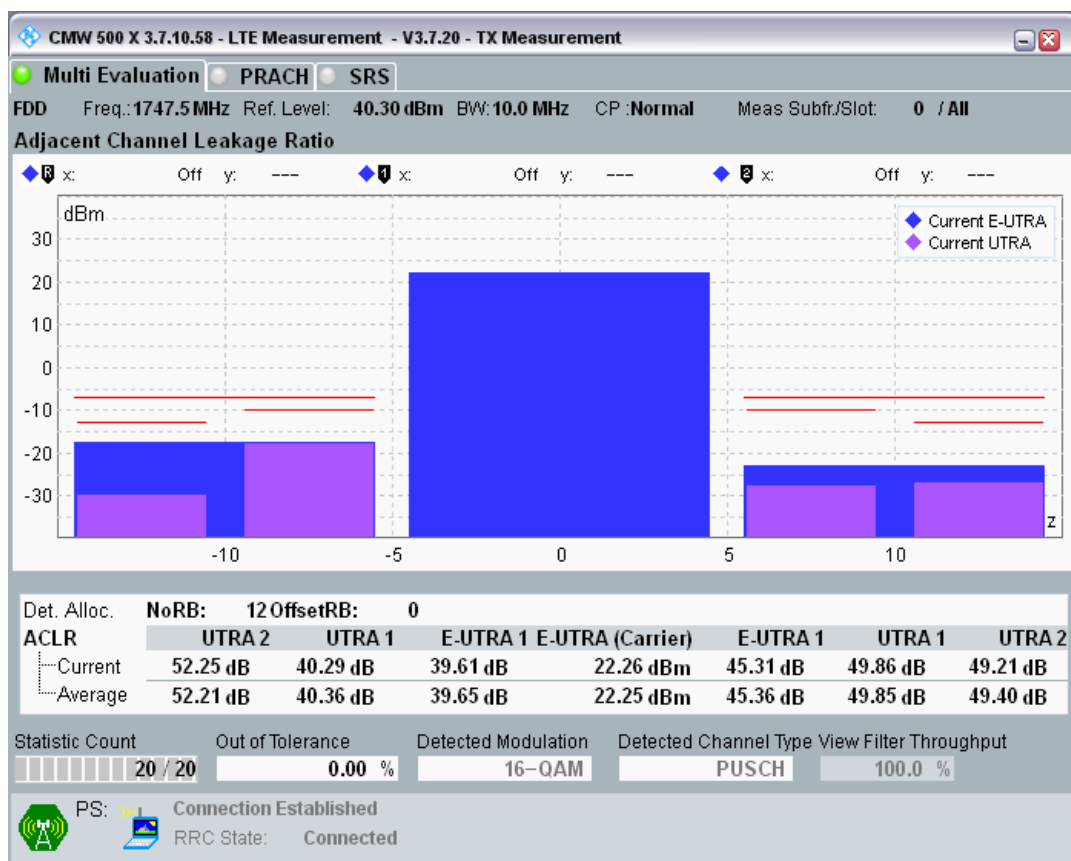 CMW 500 X 3.7.10.58 - LTE Measurement - V3.7.20 - TX Measurement
Multi Evaluation PRACH SRS
FDD Freq.: 1747.5 MHz Ref. Level: 40.30 dBm BW: 10.0 MHz CP : Normal Meas Subfr./Slot: 0 / All
Adjacent Channel Leakage Ratio
R x: Off y: --- 1 x: Off y: --- 2 x: Off y: ---
dBm
Current E-UTRA
Current UTRA
30
20
10
0
-10
-20
-30
z
-10 -5 0 5 10
Det. Alloc. NoRB: 12 OffsetRB: 0
ACLR UTRA 2 UTRA 1 E-UTRA 1 E-UTRA (Carrier) E-UTRA 1 UTRA 1 UTRA 2
Current 52.25 dB 40.29 dB 39.61 dB 22.26 dBm 45.31 dB 49.86 dB 49.21 dB
Average 52.21 dB 40.36 dB 39.65 dB 22.25 dBm 45.36 dB 49.85 dB 49.40 dB
Statistic Count Out of Tolerance Detected Modulation Detected Channel Type View Filter Throughput
20 / 20 0.00 % 16-QAM PUSCH 100.0 %
PS: Connection Established
RRC State: Connected